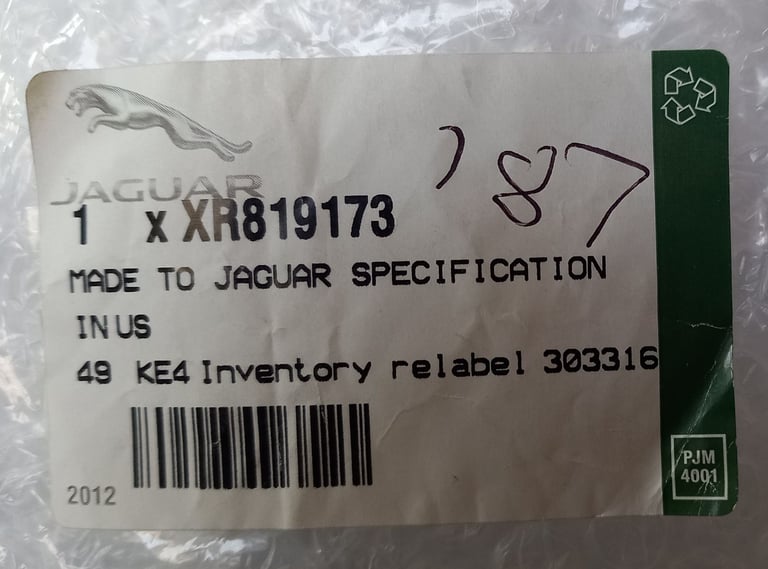 JAGUAR
'87
1 x XR819173
MADE TO JAGUAR SPECIFICATION
IN US
49 KE4 Inventory relabel 303316
2012
PJM
4001